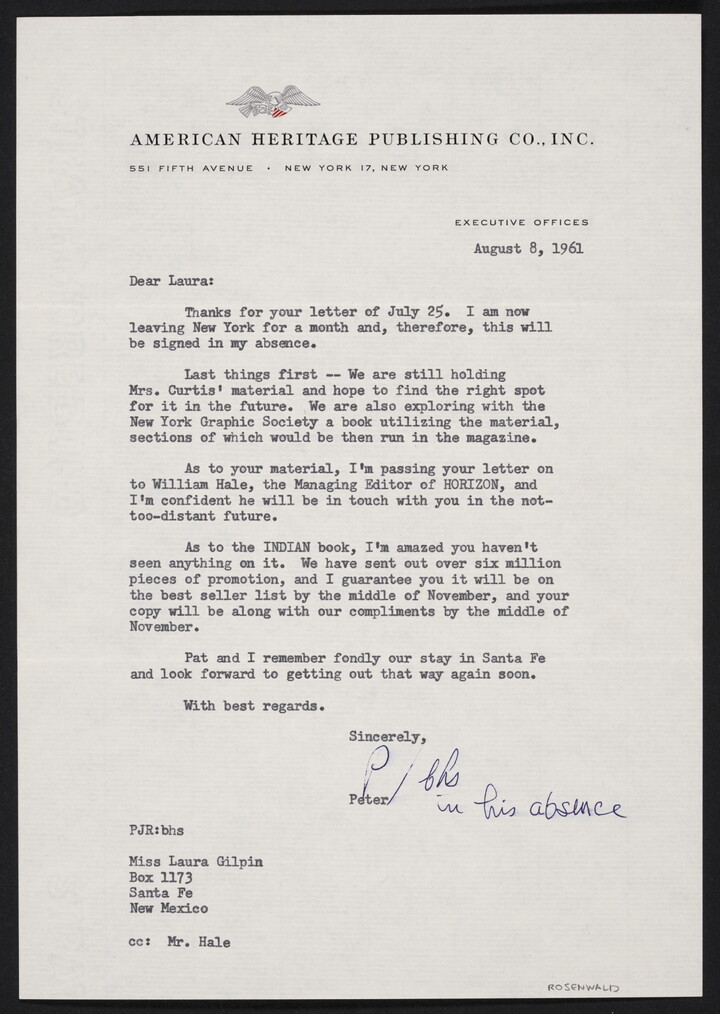 AMERICAN HERITAGE PUBLISHING CO., INC.
551 FIFTH AVENUE · NEW YORK 17, NEW YORK
EXECUTIVE OFFICES
August 8, 1961
Dear Laura:
Thanks for your letter of July 25. I am now
leaving New York for a month and, therefore, this will
be signed in my absence.
Last things first -- We are still holding
Mrs. Curtis' material and hope to find the right spot
for it in the future. We are also exploring with the
New York Graphic Society a book utilizing the material,
sections of which would be then run in the magazine.
As to your material, I'm passing your letter on
to William Hale, the Managing Editor of HORIZON, and
I'm confident he will be in touch with you in the not-
too-distant future.
As to the INDIAN book, I'm amazed you haven't
seen anything on it. We have sent out over six million
pieces of promotion, and I guarantee you it will be on
the best seller list by the middle of November, and your
copy will be along with our compliments by the middle of
November.
Pat and I remember fondly our stay in Santa Fe
and look forward to getting out that way again soon.
With best regards.
Sincerely,
P/bhs
Peter
in his absence
PJR:bhs
Miss Laura Gilpin
Box 1173
Santa Fe
New Mexico
cc: Mr. Hale
ROSENWALD